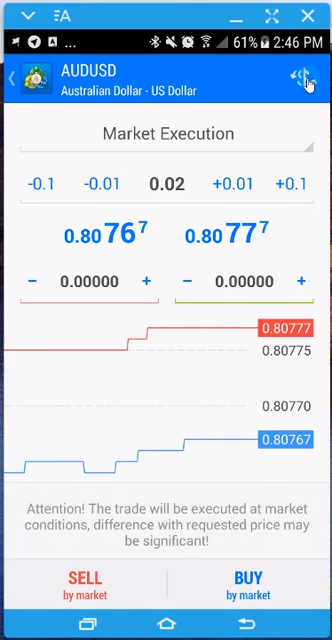 A
A ...
61% 2:46 PM
AUDUSD
Australian Dollar - US Dollar
$
Market Execution
-0.1 -0.01 0.02 +0.01 +0.1
0.80767 0.80777
− 0.00000 + − 0.00000 +
0.80777
0.80775
0.80770
0.80767
Attention! The trade will be executed at market
conditions, difference with requested price may
be significant!
SELL BUY
by market by market